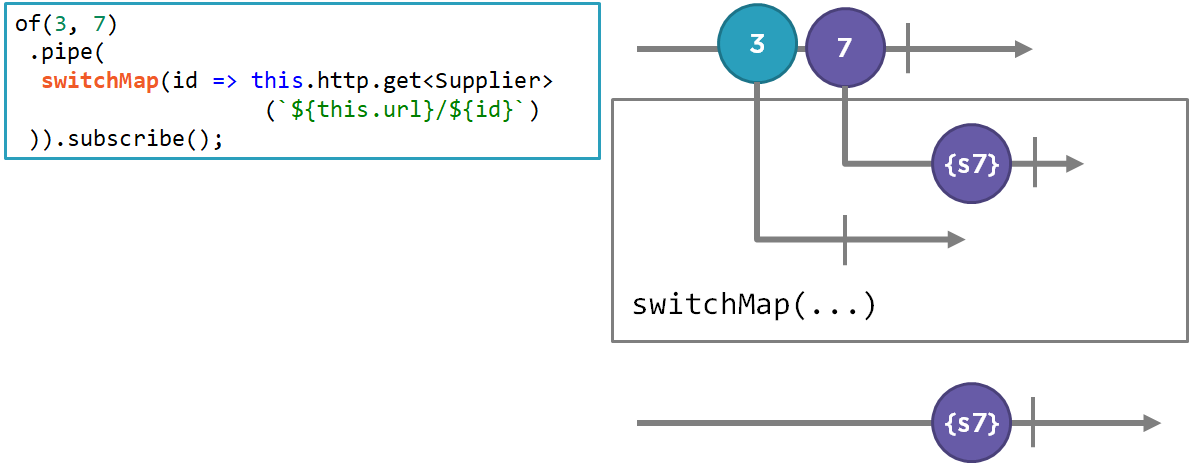 of(3, 7)
.pipe(
switchMap(id => this.http.get<Supplier>
(`${this.url}/${id}`)
)).subscribe();
3
7
{s7}
switchMap(...)
{s7}